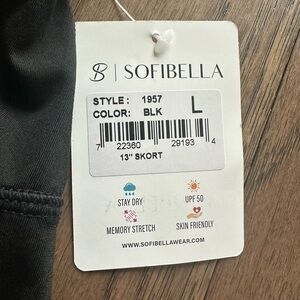 B | SOFIBELLA
STYLE: 1957
COLOR: BLK
L
7 22360 29193 4
13" SKORT
STAY DRY
UPF 50
MEMORY STRETCH
SKIN FRIENDLY
WWW.SOFIBELLAWEAR.COM